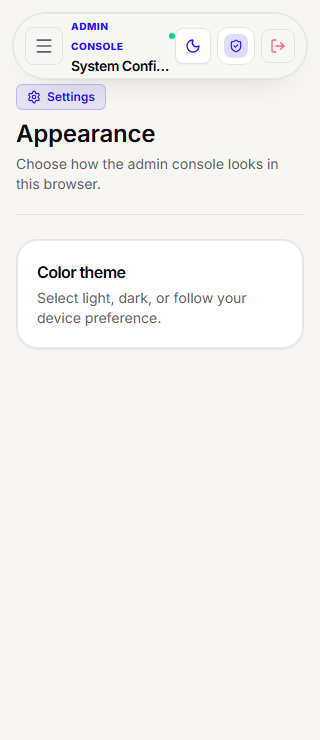 ADMIN
CONSOLE
System Confi...
Settings
Appearance
Choose how the admin console looks in
this browser.
Color theme
Select light, dark, or follow your
device preference.